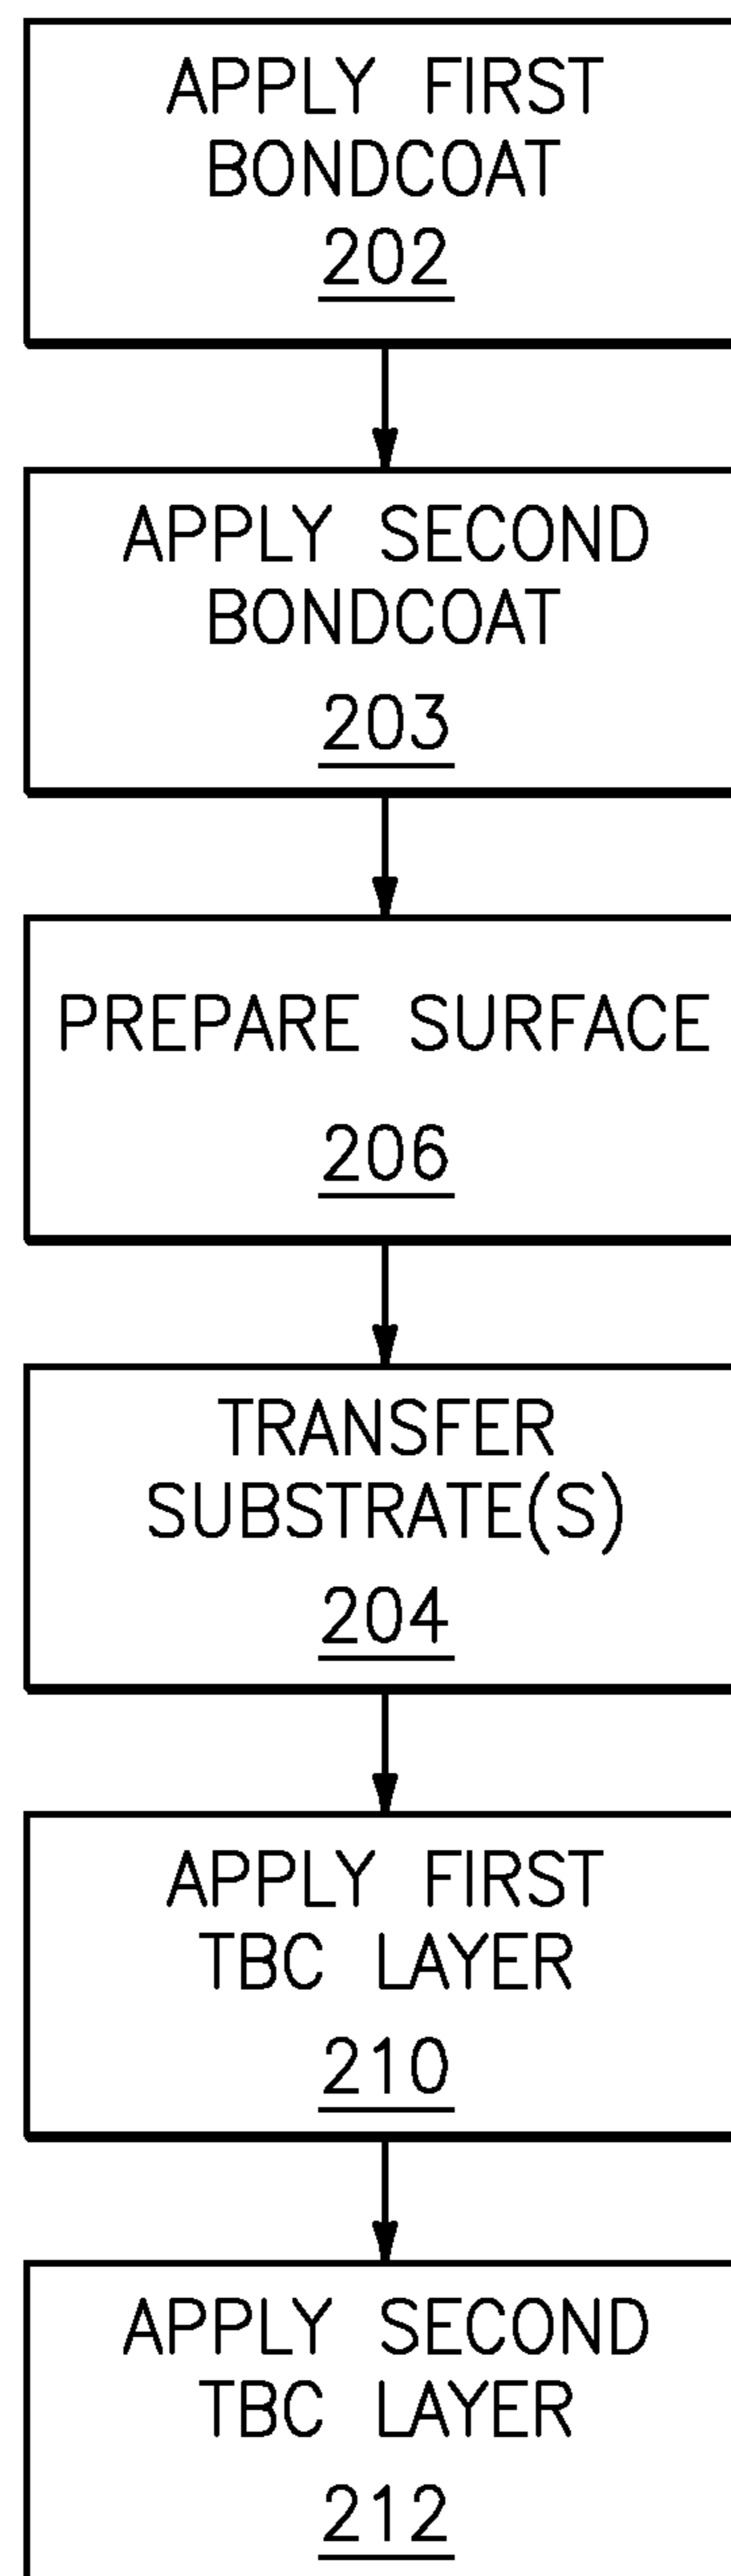 APPLY FIRST
BONDCOAT
202
APPLY SECOND
BONDCOAT
203
PREPARE SURFACE
206
TRANSFER
SUBSTRATE(S)
204
APPLY FIRST
TBC LAYER
210
APPLY SECOND
TBC LAYER
212